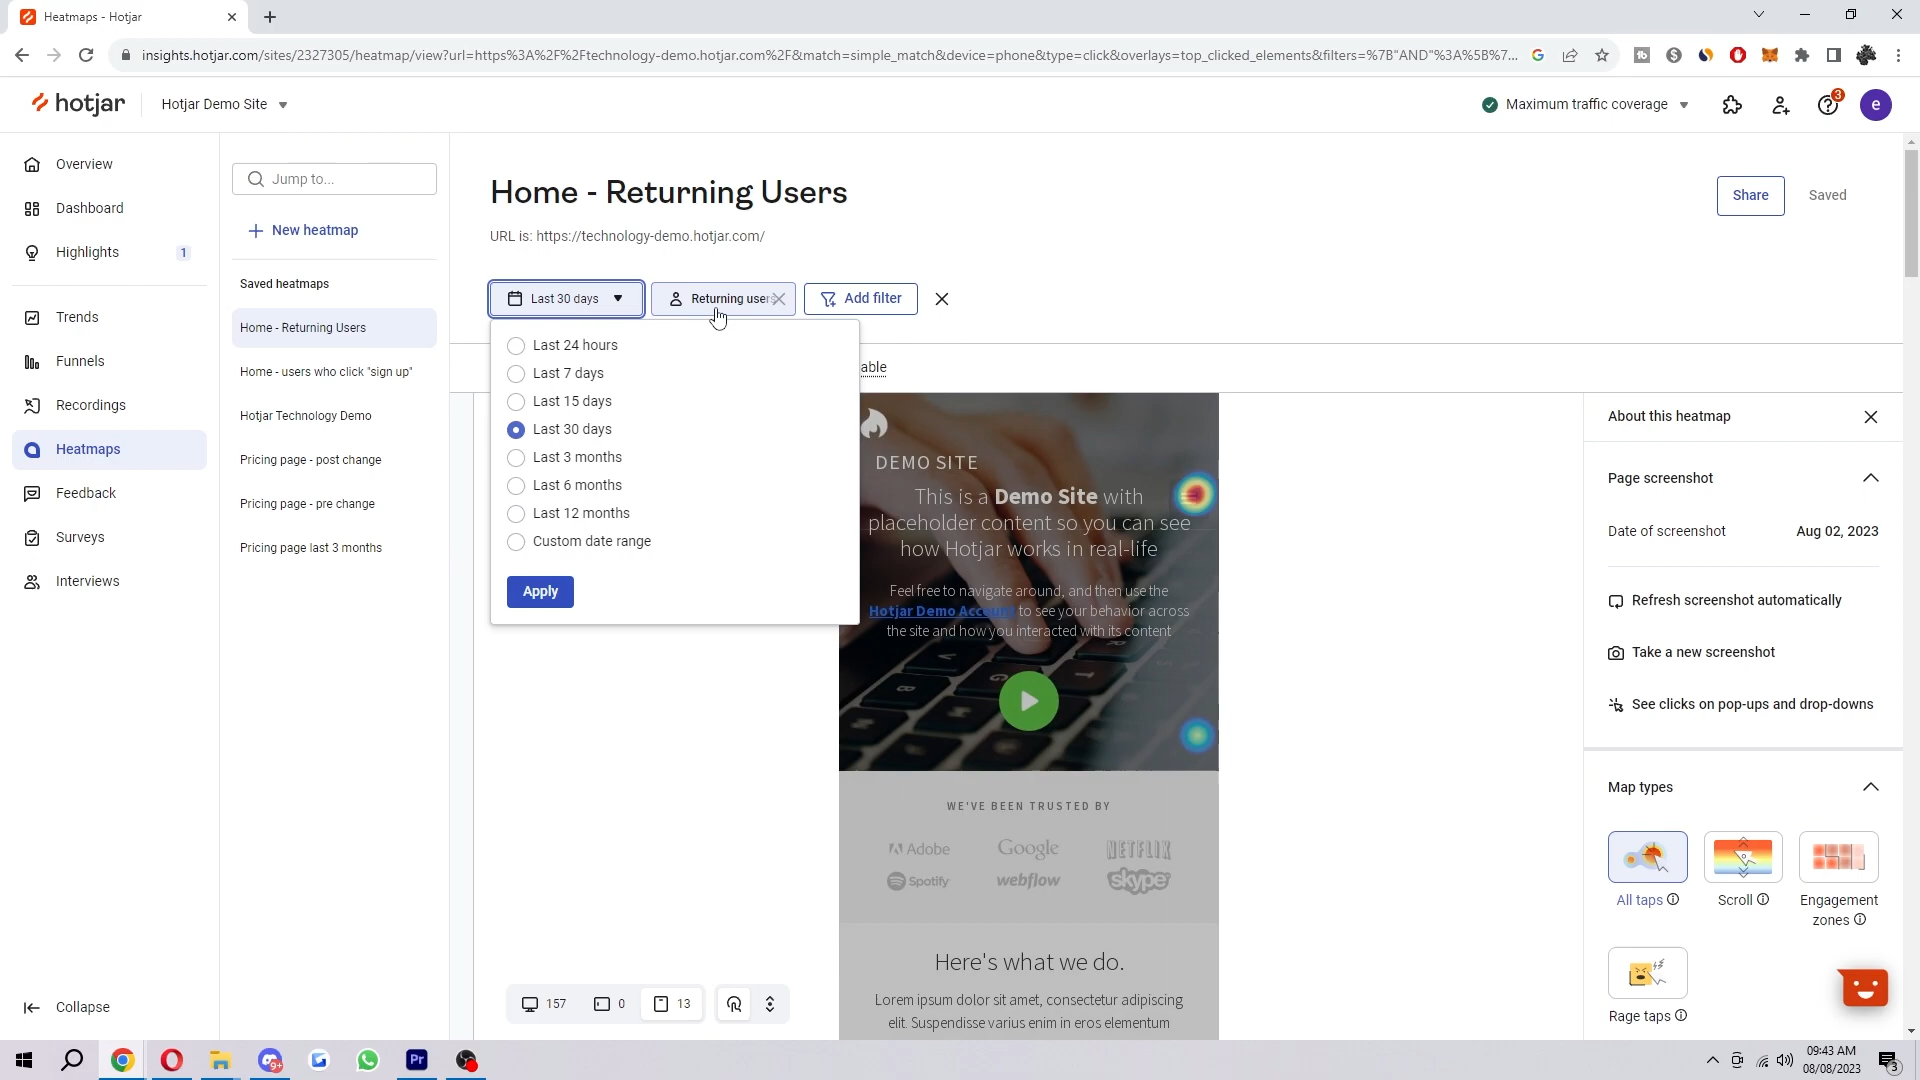 Heatmaps - Hotjar
insights.hotjar.com/sites/2327305/heatmap/view?url=https%3A%2F%2Ftechnology-demo.hotjar.com%2F&match=simple_match&device=phone&type=click&overlays=top_clicked_elements&filters=%7B"AND"%3A%5B%7...
hotjar
Hotjar Demo Site
Maximum traffic coverage
3
e
Overview
Dashboard
Highlights 1
Trends
Funnels
Recordings
Heatmaps
Feedback
Surveys
Interviews
Collapse
Jump to...
New heatmap
Saved heatmaps
Home - Returning Users
Home - users who click "sign up"
Hotjar Technology Demo
Pricing page - post change
Pricing page - pre change
Pricing page last 3 months
Home - Returning Users
URL is: https://technology-demo.hotjar.com/
Share
Saved
Last 30 days
Returning users
Add filter
Last 24 hours
Last 7 days
Last 15 days
Last 30 days
Last 3 months
Last 6 months
Last 12 months
Custom date range
Apply
able
DEMO SITE
This is a Demo Site with
placeholder content so you can see
how Hotjar works in real-life
Feel free to navigate around, and then use the
Hotjar Demo Account to see your behavior across
the site and how you interacted with its content
WE'VE BEEN TRUSTED BY
Adobe Google NETFLIX
Spotify webflow skype
Here's what we do.
Lorem ipsum dolor sit amet, consectetur adipiscing
elit. Suspendisse varius enim in eros elementum
157 0 13
About this heatmap
Page screenshot
Date of screenshot Aug 02, 2023
Refresh screenshot automatically
Take a new screenshot
See clicks on pop-ups and drop-downs
Map types
All taps
Scroll
Engagement
zones
Rage taps
9+
Pr
09:43 AM
08/08/2023
3